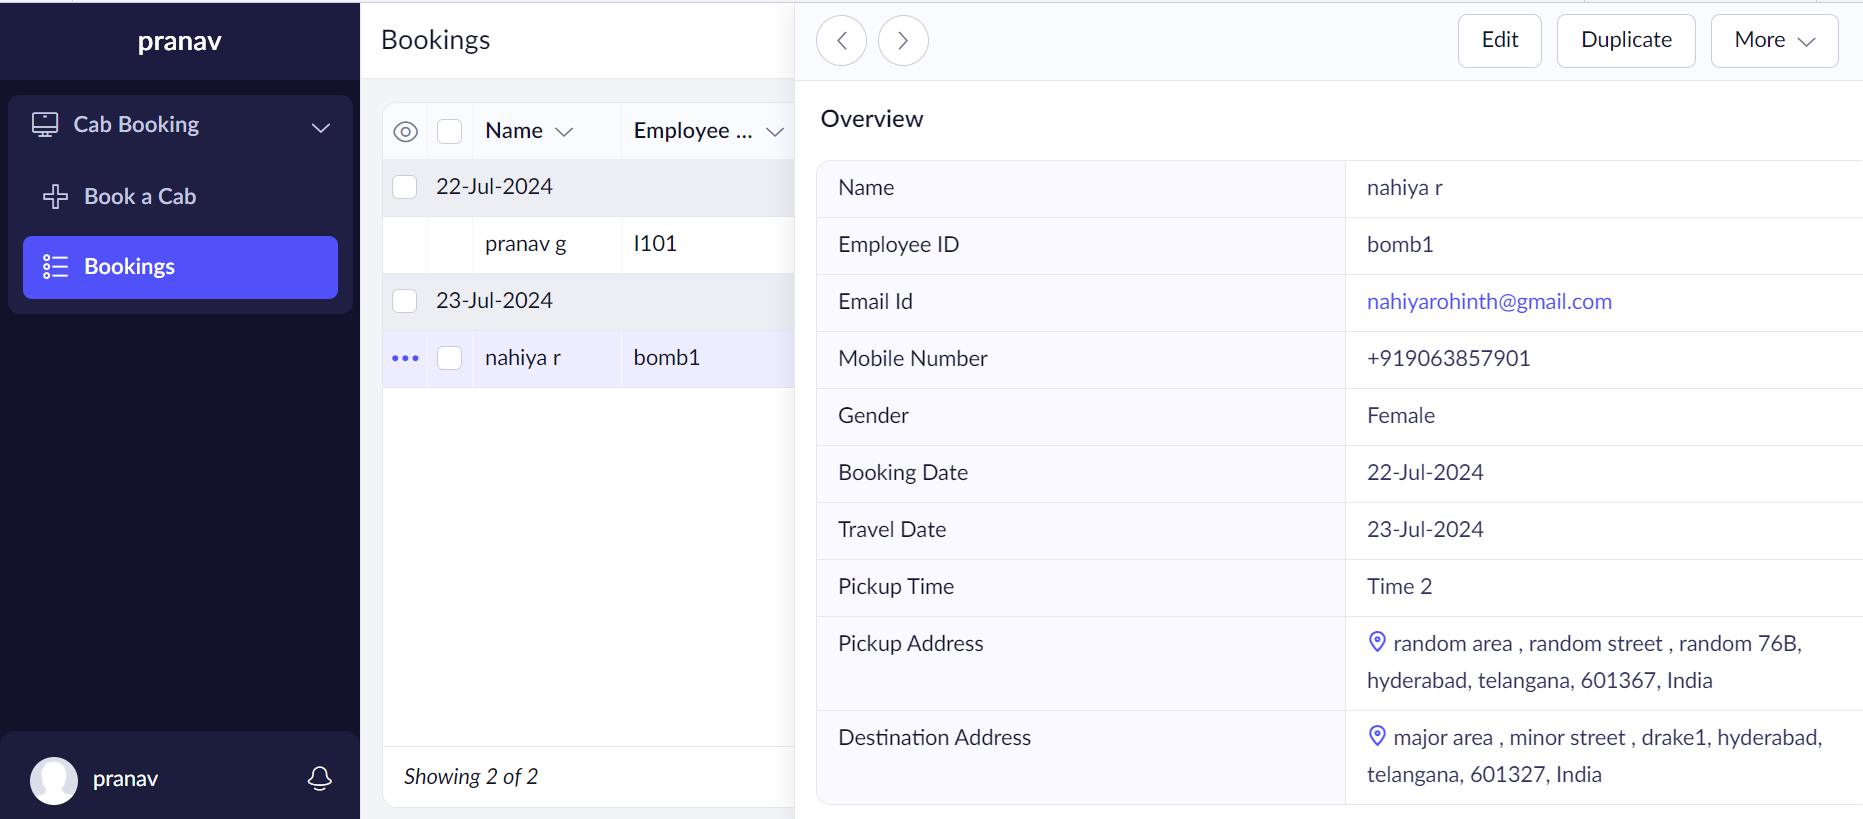 pranav
Cab Booking
Book a Cab
Bookings
pranav
Bookings
Name Employee ...
22-Jul-2024
pranav g I101
23-Jul-2024
nahiya r bomb1
Showing 2 of 2
Edit Duplicate More
Overview
Name nahiya r
Employee ID bomb1
Email Id nahiyarohinth@gmail.com
Mobile Number +919063857901
Gender Female
Booking Date 22-Jul-2024
Travel Date 23-Jul-2024
Pickup Time Time 2
Pickup Address random area , random street , random 76B,
hyderabad, telangana, 601367, India
Destination Address major area , minor street , drake1, hyderabad,
telangana, 601327, India